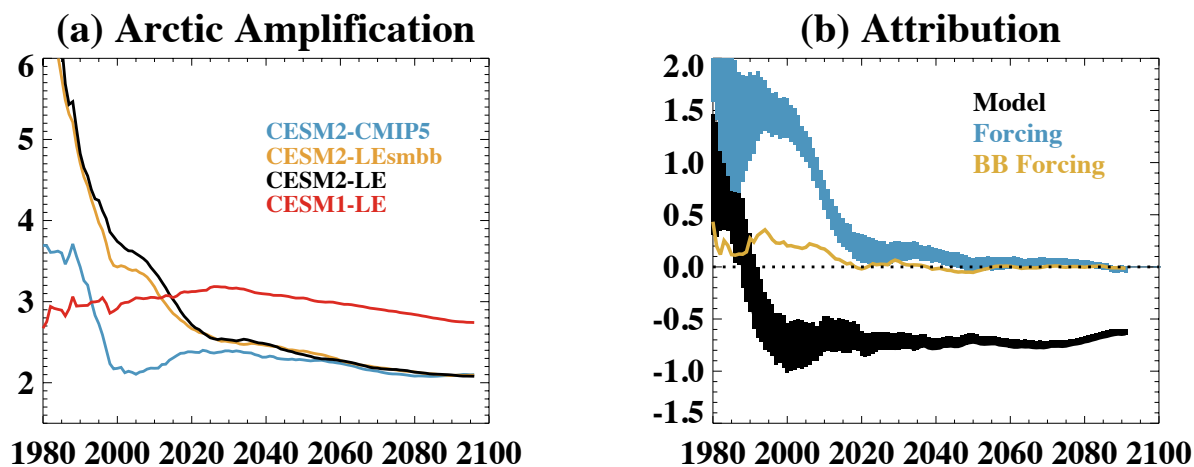 (a) Arctic Amplification
6
5
4
3
2
1980 2000 2020 2040 2060 2080 2100
CESM2-CMIP5
CESM2-LEsmbb
CESM2-LE
CESM1-LE
(b) Attribution
2.0
1.5
1.0
0.5
0.0
-0.5
-1.0
-1.5
1980 2000 2020 2040 2060 2080 2100
Model
Forcing
BB Forcing